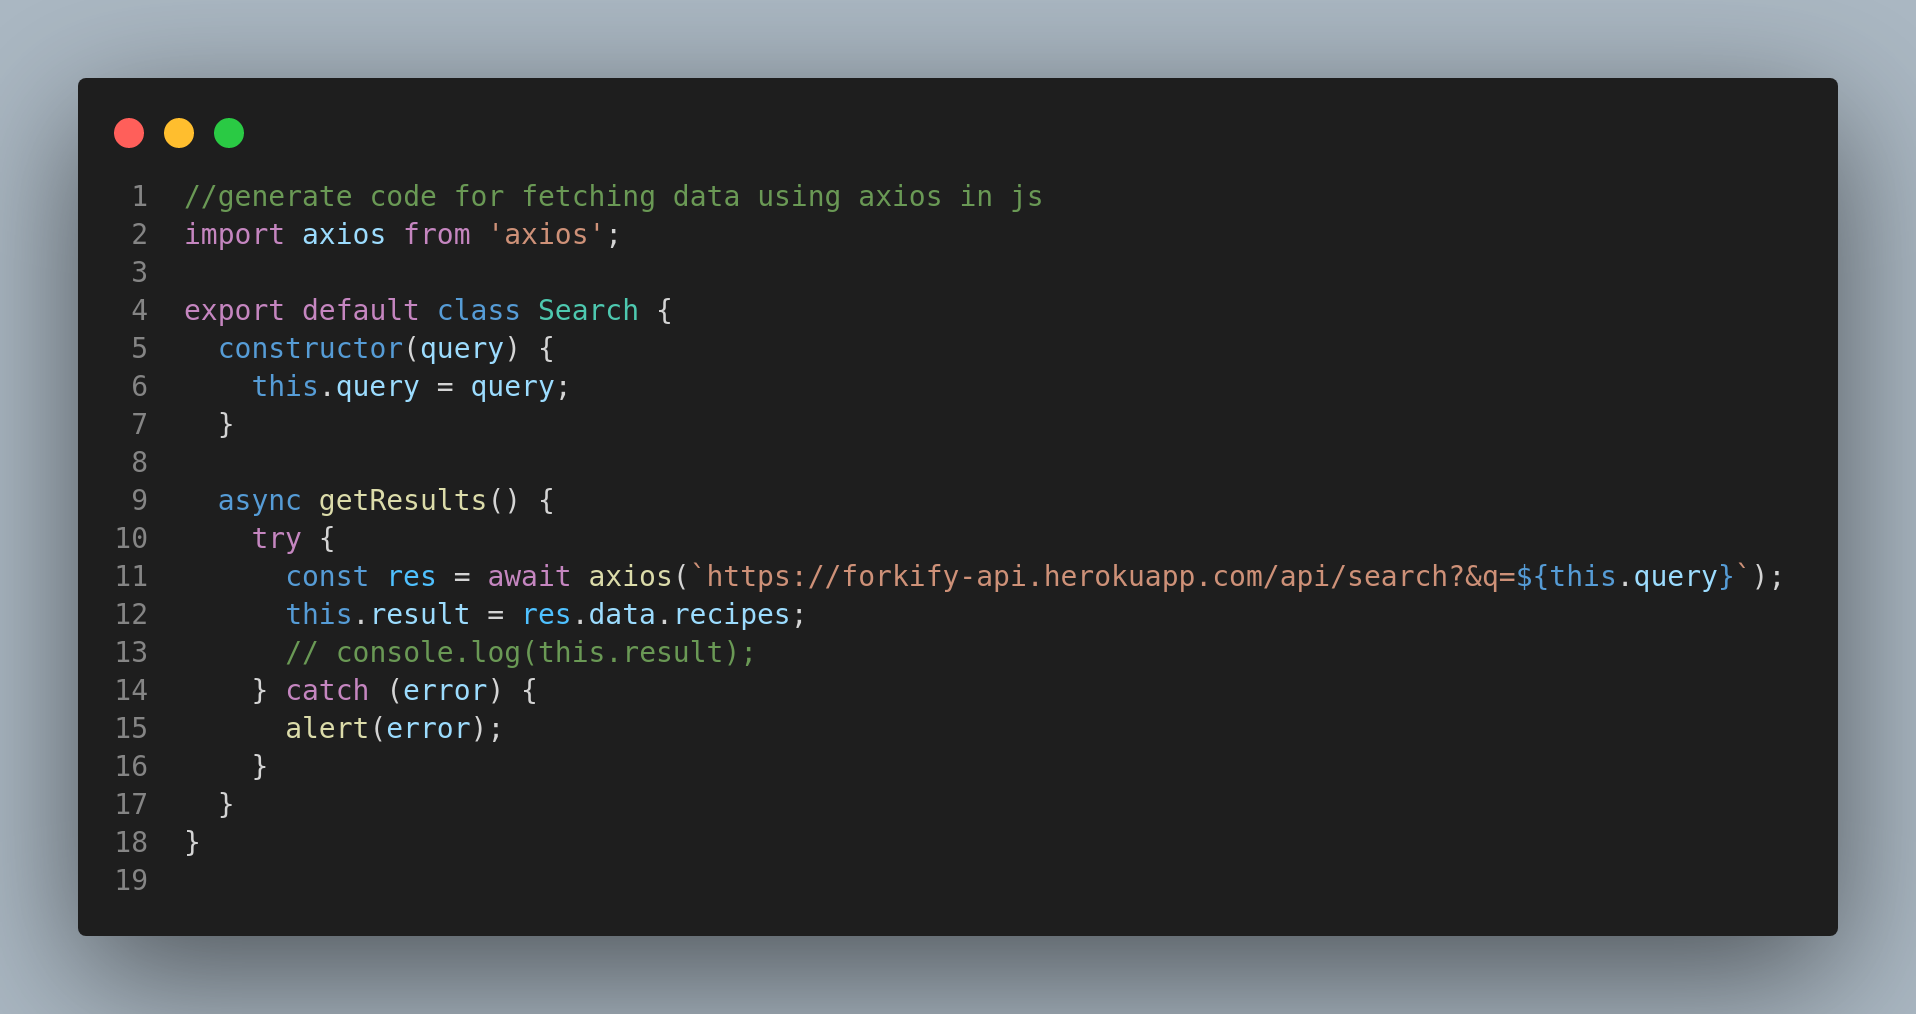 1 //generate code for fetching data using axios in js
2 import axios from 'axios';
3
4 export default class Search {
5   constructor(query) {
6     this.query = query;
7   }
8
9   async getResults() {
10     try {
11       const res = await axios(`https://forkify-api.herokuapp.com/api/search?&q=${this.query}`);
12       this.result = res.data.recipes;
13       // console.log(this.result);
14     } catch (error) {
15       alert(error);
16     }
17   }
18 }
19